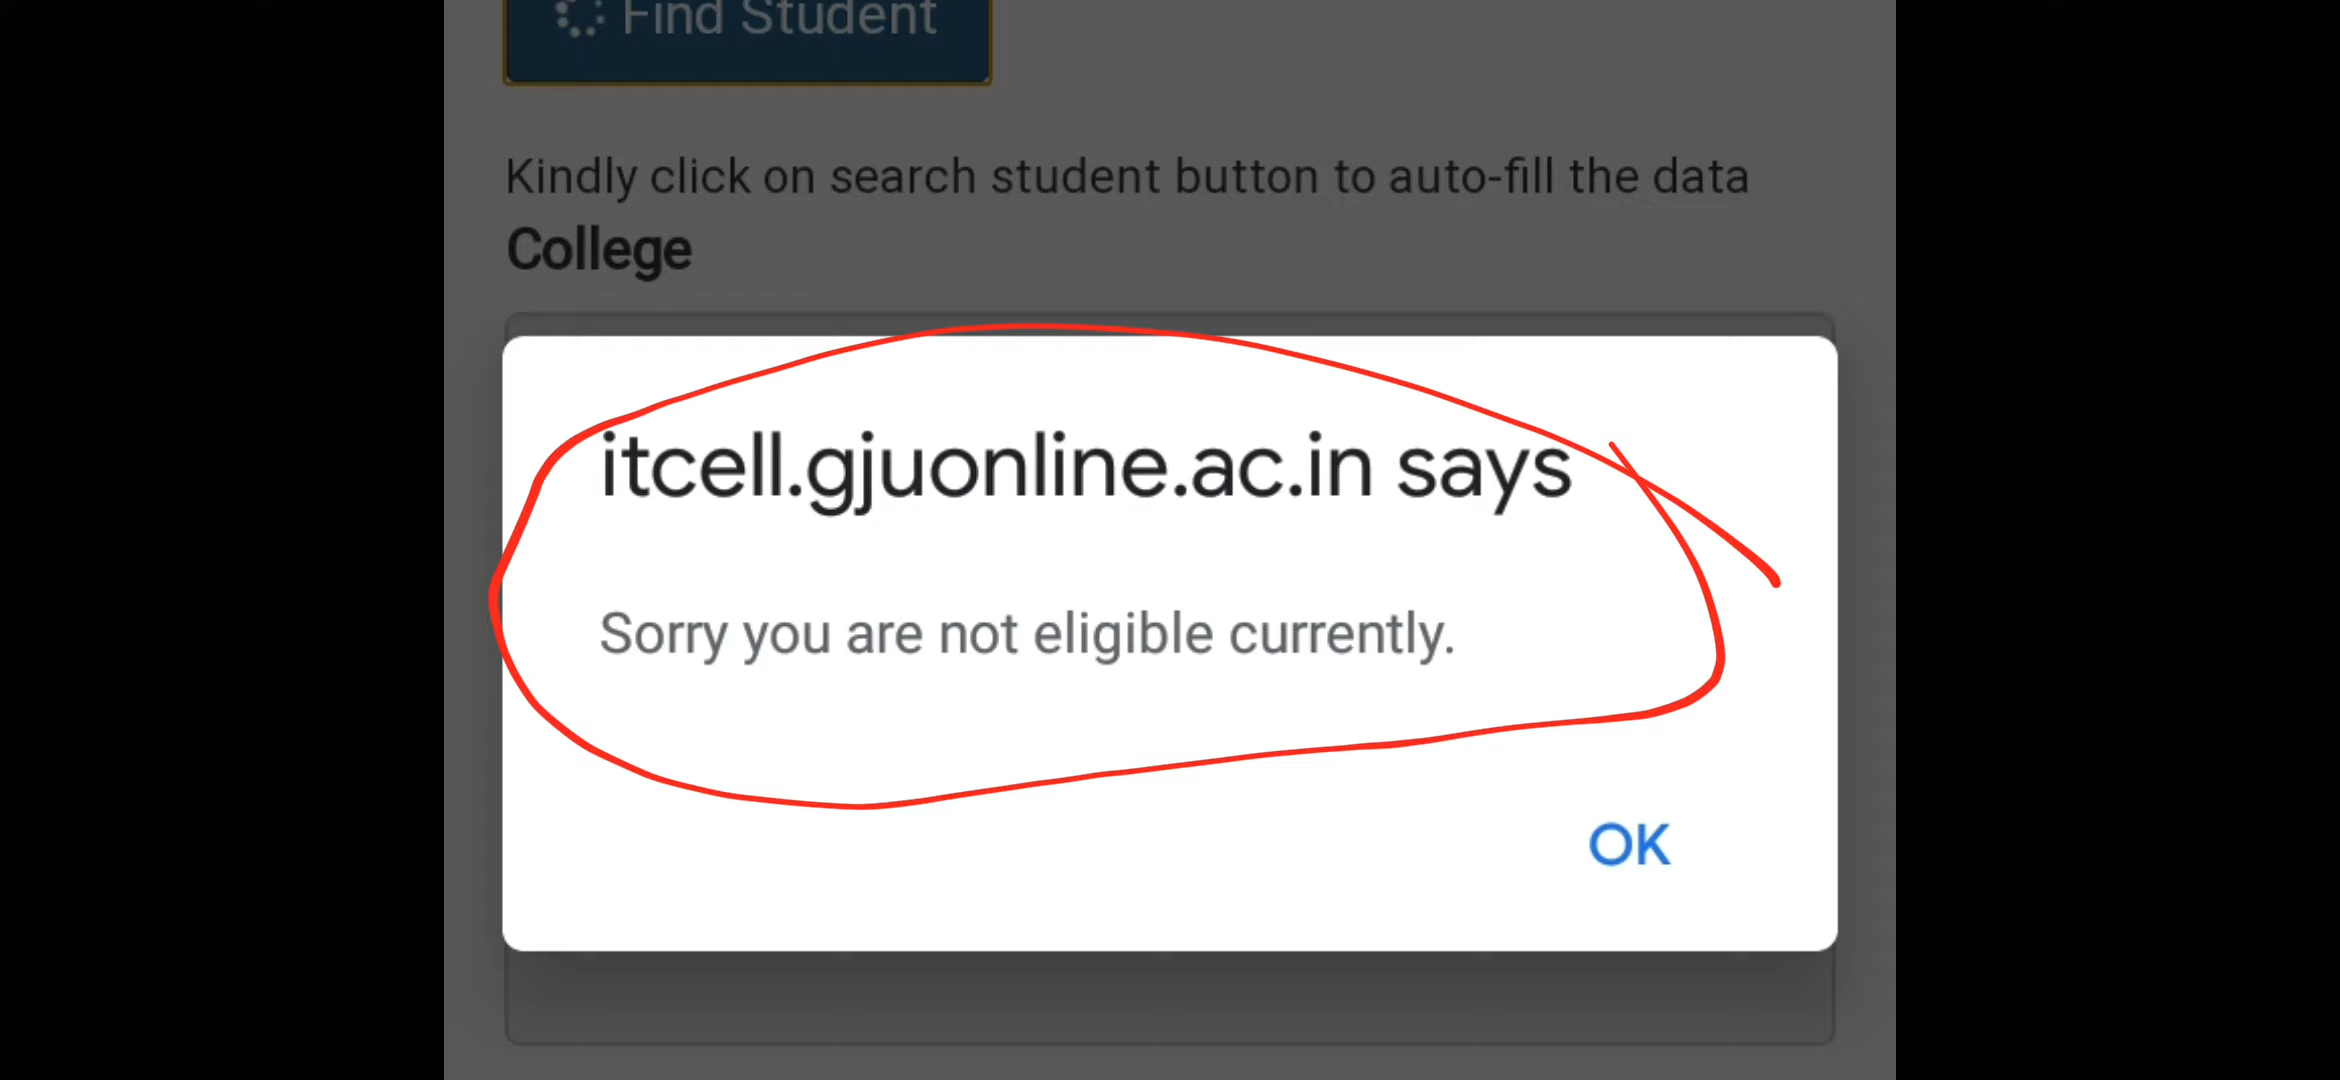 Find Student
Kindly click on search student button to auto-fill the data
College
itcell.gjuonline.ac.in says
Sorry you are not eligible currently.
OK